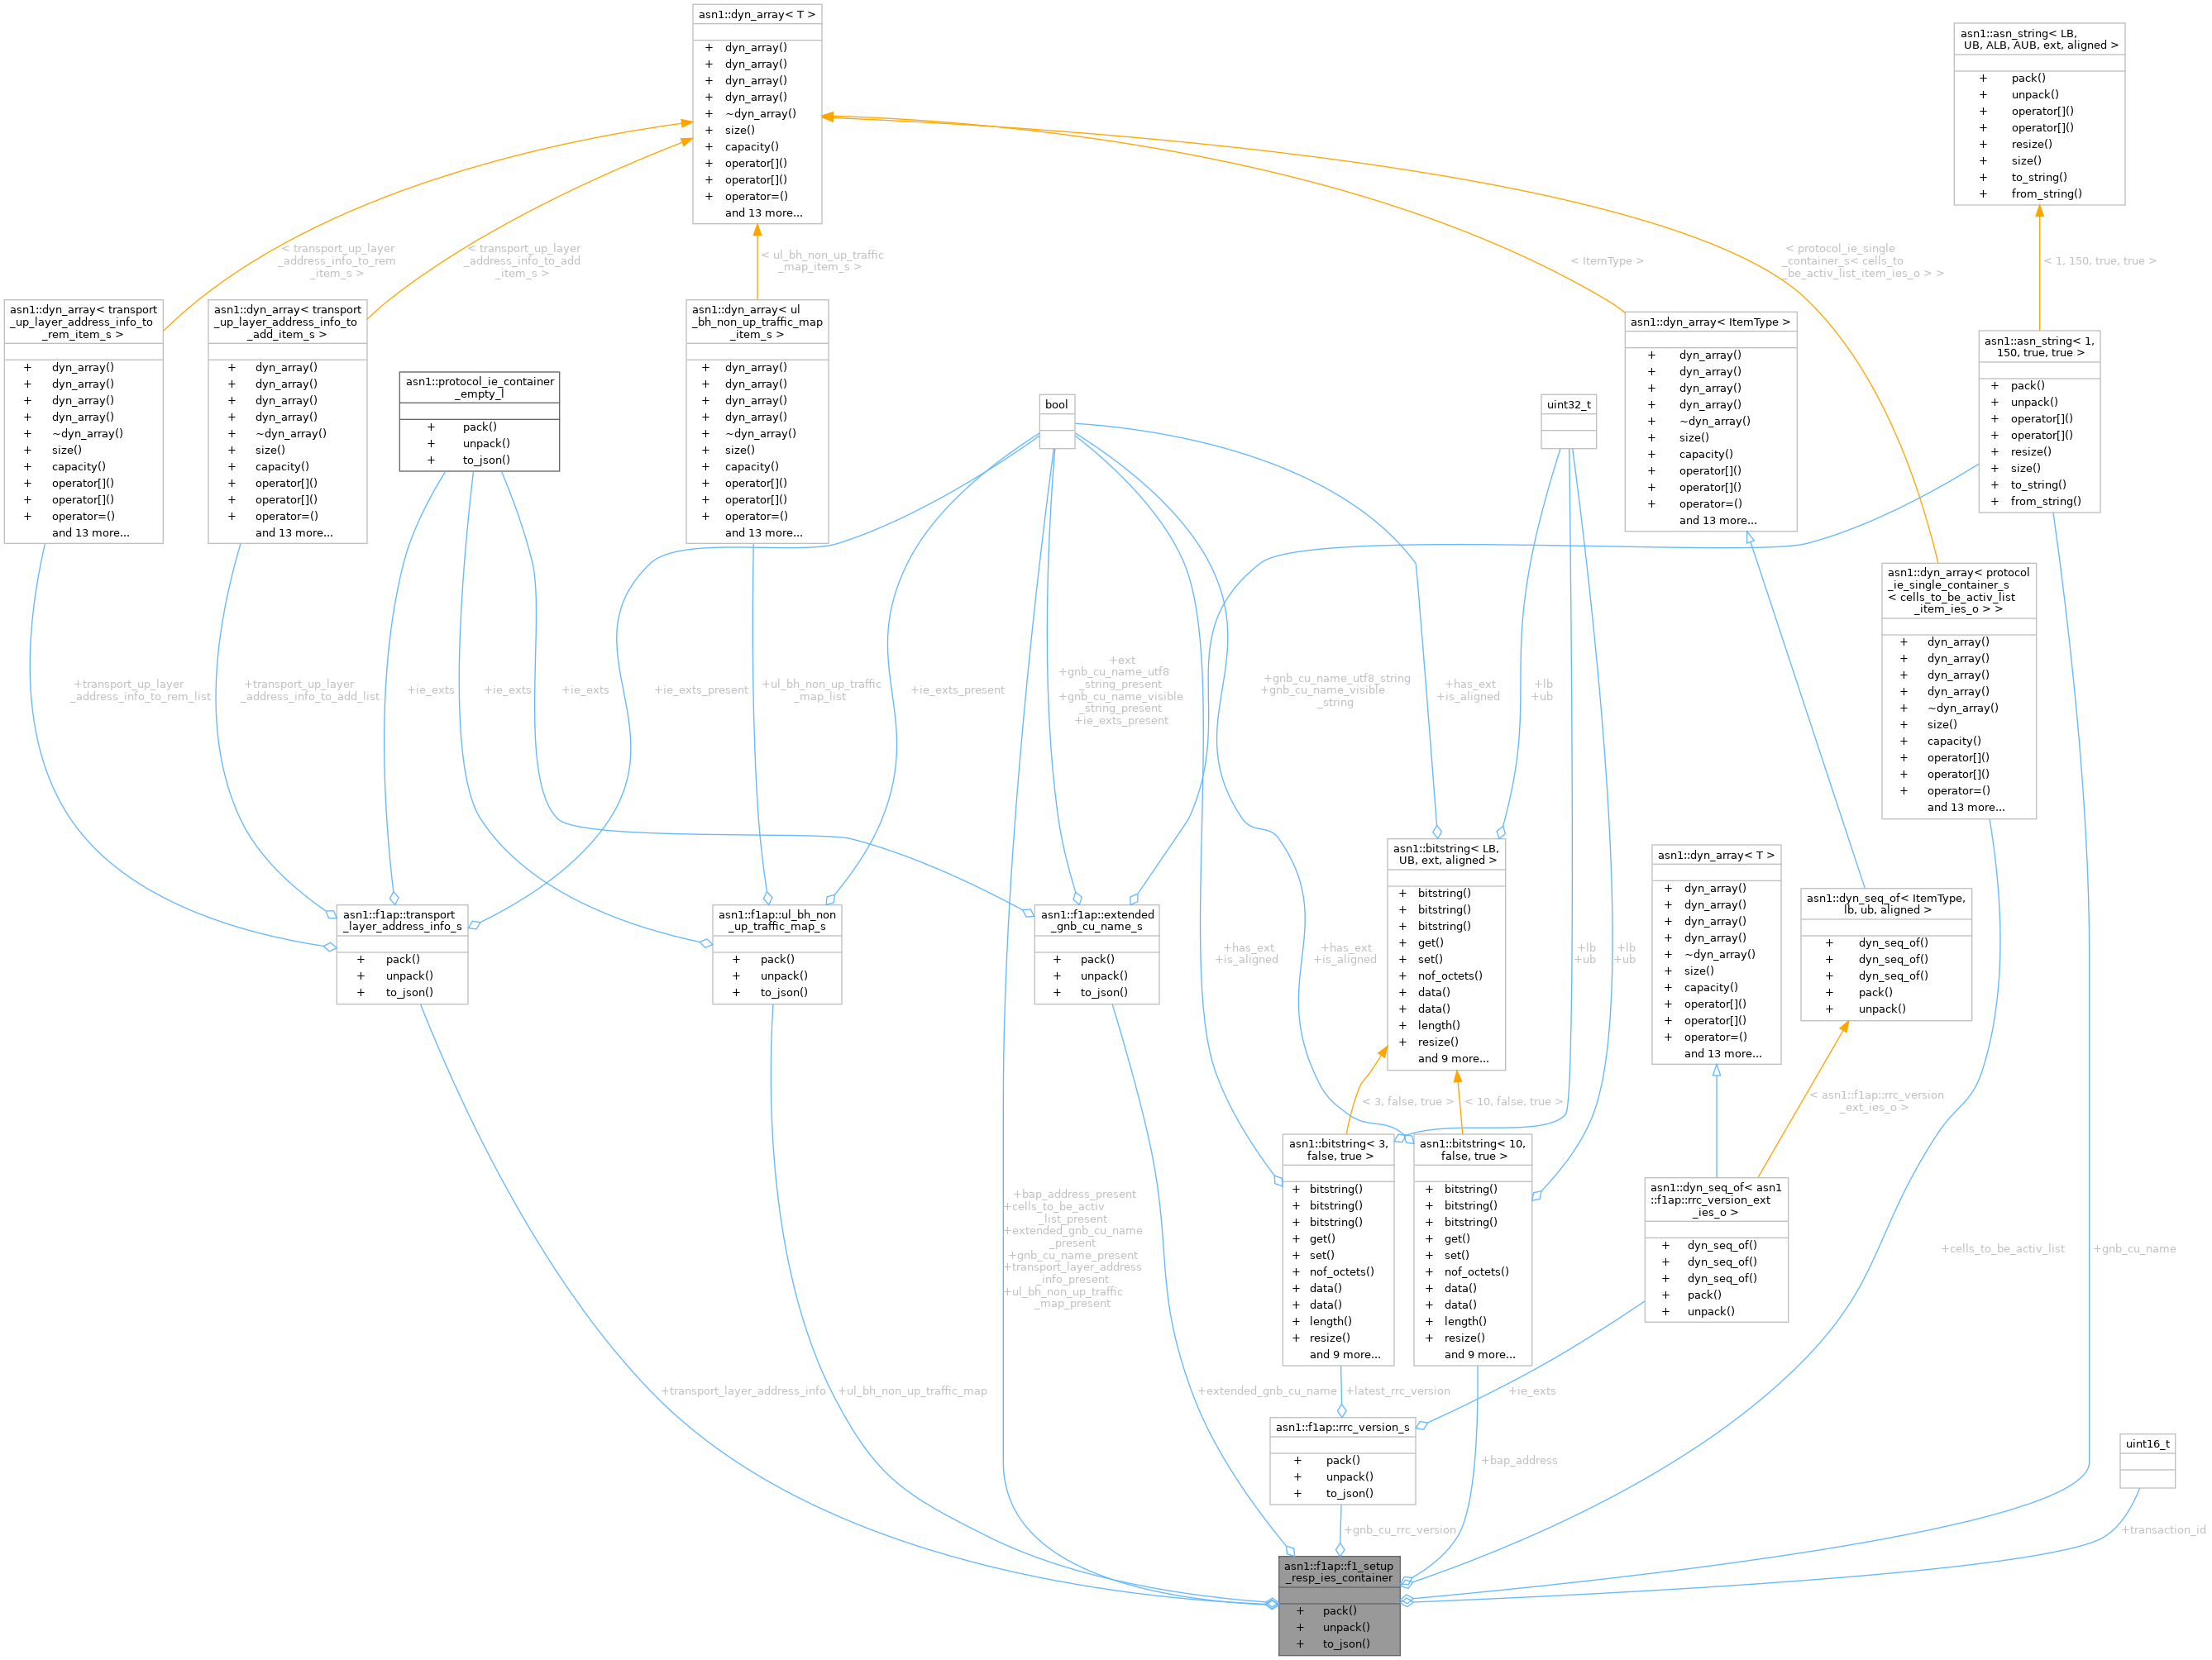 asn1::dyn_array< T >
+ dyn_array()
+ dyn_array()
+ dyn_array()
+ dyn_array()
+ ~dyn_array()
+ size()
+ capacity()
+ operator[]()
+ operator[]()
+ operator=()
and 13 more...
asn1::asn_string< LB,
UB, ALB, AUB, ext, aligned >
+ pack()
+ unpack()
+ operator[]()
+ operator[]()
+ resize()
+ size()
+ to_string()
+ from_string()
< transport_up_layer
_address_info_to_rem
_item_s >
< transport_up_layer
_address_info_to_add
_item_s >
< ul_bh_non_up_traffic
_map_item_s >
< ItemType >
< protocol_ie_single
_container_s< cells_to
_be_activ_list_item_ies_o > >
< 1, 150, true, true >
asn1::dyn_array< transport
_up_layer_address_info_to
_rem_item_s >
+ dyn_array()
+ dyn_array()
+ dyn_array()
+ dyn_array()
+ ~dyn_array()
+ size()
+ capacity()
+ operator[]()
+ operator[]()
+ operator=()
and 13 more...
asn1::dyn_array< transport
_up_layer_address_info_to
_add_item_s >
+ dyn_array()
+ dyn_array()
+ dyn_array()
+ dyn_array()
+ ~dyn_array()
+ size()
+ capacity()
+ operator[]()
+ operator[]()
+ operator=()
and 13 more...
asn1::protocol_ie_container
_empty_l
+ pack()
+ unpack()
+ to_json()
asn1::dyn_array< ul
_bh_non_up_traffic_map
_item_s >
+ dyn_array()
+ dyn_array()
+ dyn_array()
+ dyn_array()
+ ~dyn_array()
+ size()
+ capacity()
+ operator[]()
+ operator[]()
+ operator=()
and 13 more...
bool
uint32_t
asn1::dyn_array< ItemType >
+ dyn_array()
+ dyn_array()
+ dyn_array()
+ dyn_array()
+ ~dyn_array()
+ size()
+ capacity()
+ operator[]()
+ operator[]()
+ operator=()
and 13 more...
asn1::asn_string< 1,
150, true, true >
+ pack()
+ unpack()
+ operator[]()
+ operator[]()
+ resize()
+ size()
+ to_string()
+ from_string()
asn1::dyn_array< protocol
_ie_single_container_s
< cells_to_be_activ_list
_item_ies_o > >
+ dyn_array()
+ dyn_array()
+ dyn_array()
+ dyn_array()
+ ~dyn_array()
+ size()
+ capacity()
+ operator[]()
+ operator[]()
+ operator=()
and 13 more...
+transport_up_layer
_address_info_to_rem_list
+transport_up_layer
_address_info_to_add_list
+ie_exts
+ie_exts
+ie_exts
+ie_exts_present
+ul_bh_non_up_traffic
_map_list
+ie_exts_present
+ext
+gnb_cu_name_utf8
_string_present
+gnb_cu_name_visible
_string_present
+ie_exts_present
+gnb_cu_name_utf8_string
+gnb_cu_name_visible
_string
+has_ext
+is_aligned
+lb
+ub
asn1::bitstring< LB,
UB, ext, aligned >
+ bitstring()
+ bitstring()
+ bitstring()
+ get()
+ set()
+ nof_octets()
+ data()
+ data()
+ length()
+ resize()
and 9 more...
asn1::dyn_array< T >
+ dyn_array()
+ dyn_array()
+ dyn_array()
+ dyn_array()
+ ~dyn_array()
+ size()
+ capacity()
+ operator[]()
+ operator[]()
+ operator=()
and 13 more...
asn1::dyn_seq_of< ItemType,
lb, ub, aligned >
+ dyn_seq_of()
+ dyn_seq_of()
+ dyn_seq_of()
+ pack()
+ unpack()
asn1::f1ap::transport
_layer_address_info_s
+ pack()
+ unpack()
+ to_json()
asn1::f1ap::ul_bh_non
_up_traffic_map_s
+ pack()
+ unpack()
+ to_json()
asn1::f1ap::extended
_gnb_cu_name_s
+ pack()
+ unpack()
+ to_json()
+has_ext
+is_aligned
+has_ext
+is_aligned
+lb
+ub
+lb
+ub
< 3, false, true >
< 10, false, true >
< asn1::f1ap::rrc_version
_ext_ies_o >
asn1::bitstring< 3,
false, true >
+ bitstring()
+ bitstring()
+ bitstring()
+ get()
+ set()
+ nof_octets()
+ data()
+ data()
+ length()
+ resize()
and 9 more...
asn1::bitstring< 10,
false, true >
+ bitstring()
+ bitstring()
+ bitstring()
+ get()
+ set()
+ nof_octets()
+ data()
+ data()
+ length()
+ resize()
and 9 more...
asn1::dyn_seq_of< asn1
::f1ap::rrc_version_ext
_ies_o >
+ dyn_seq_of()
+ dyn_seq_of()
+ dyn_seq_of()
+ pack()
+ unpack()
+bap_address_present
+cells_to_be_activ
_list_present
+extended_gnb_cu_name
_present
+gnb_cu_name_present
+transport_layer_address
_info_present
+ul_bh_non_up_traffic
_map_present
+cells_to_be_activ_list
+gnb_cu_name
+transport_layer_address_info
+ul_bh_non_up_traffic_map
+extended_gnb_cu_name
+latest_rrc_version
+ie_exts
asn1::f1ap::rrc_version_s
+ pack()
+ unpack()
+ to_json()
+bap_address
uint16_t
+gnb_cu_rrc_version
+transaction_id
asn1::f1ap::f1_setup
_resp_ies_container
+ pack()
+ unpack()
+ to_json()